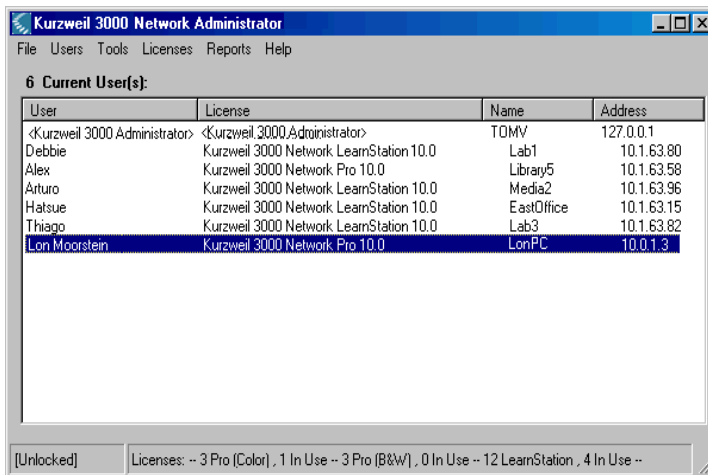 Kurzweil 3000 Network Administrator
File Users Tools Licenses Reports Help
6 Current User(s):
User License Name Address
<Kurzweil 3000 Administrator> <Kurzweil 3000 Administrator> TOMV 127.0.0.1
Debbie Kurzweil 3000 Network LearnStation 10.0 Lab1 10.1.63.80
Alex Kurzweil 3000 Network Pro 10.0 Library5 10.1.63.58
Arturo Kurzweil 3000 Network LearnStation 10.0 Media2 10.1.63.96
Hatsue Kurzweil 3000 Network LearnStation 10.0 EastOffice 10.1.63.15
Thiago Kurzweil 3000 Network LearnStation 10.0 Lab3 10.1.63.82
Lon Moorstein Kurzweil 3000 Network Pro 10.0 LonPC 10.0.1.3
[Unlocked] Licenses: -- 3 Pro (Color) , 1 In Use -- 3 Pro (B&W) , 0 In Use -- 12 LearnStation , 4 In Use --